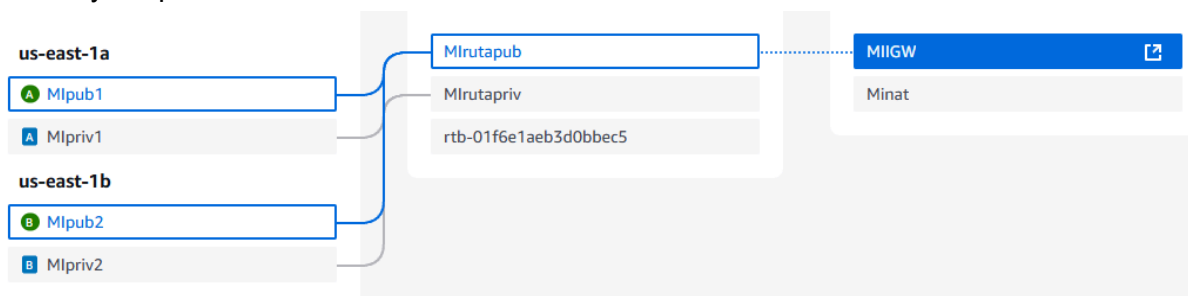 us-east-1a
A MIpub1
A MIpriv1
us-east-1b
B MIpub2
B MIpriv2
MIrutapub
MIrutapriv
rtb-01f6e1aeb3d0bbec5
MIIGW
Minat